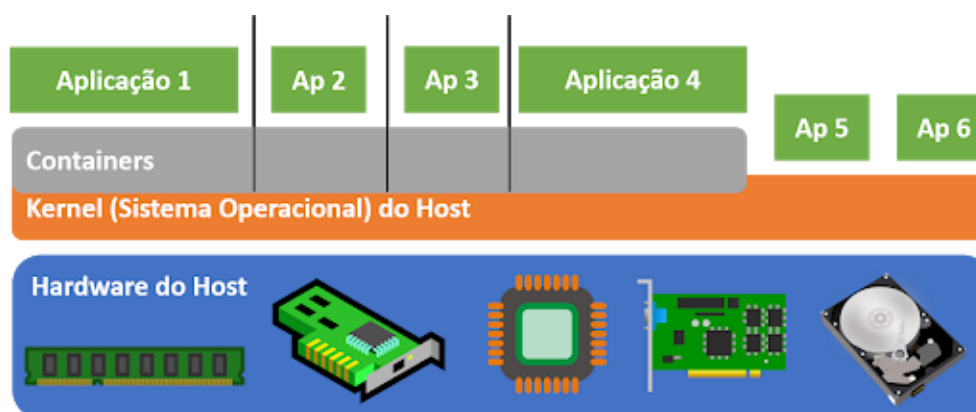 Aplicação 1
Ap 2
Ap 3
Aplicação 4
Ap 5
Ap 6
Containers
Kernel (Sistema Operacional) do Host
Hardware do Host